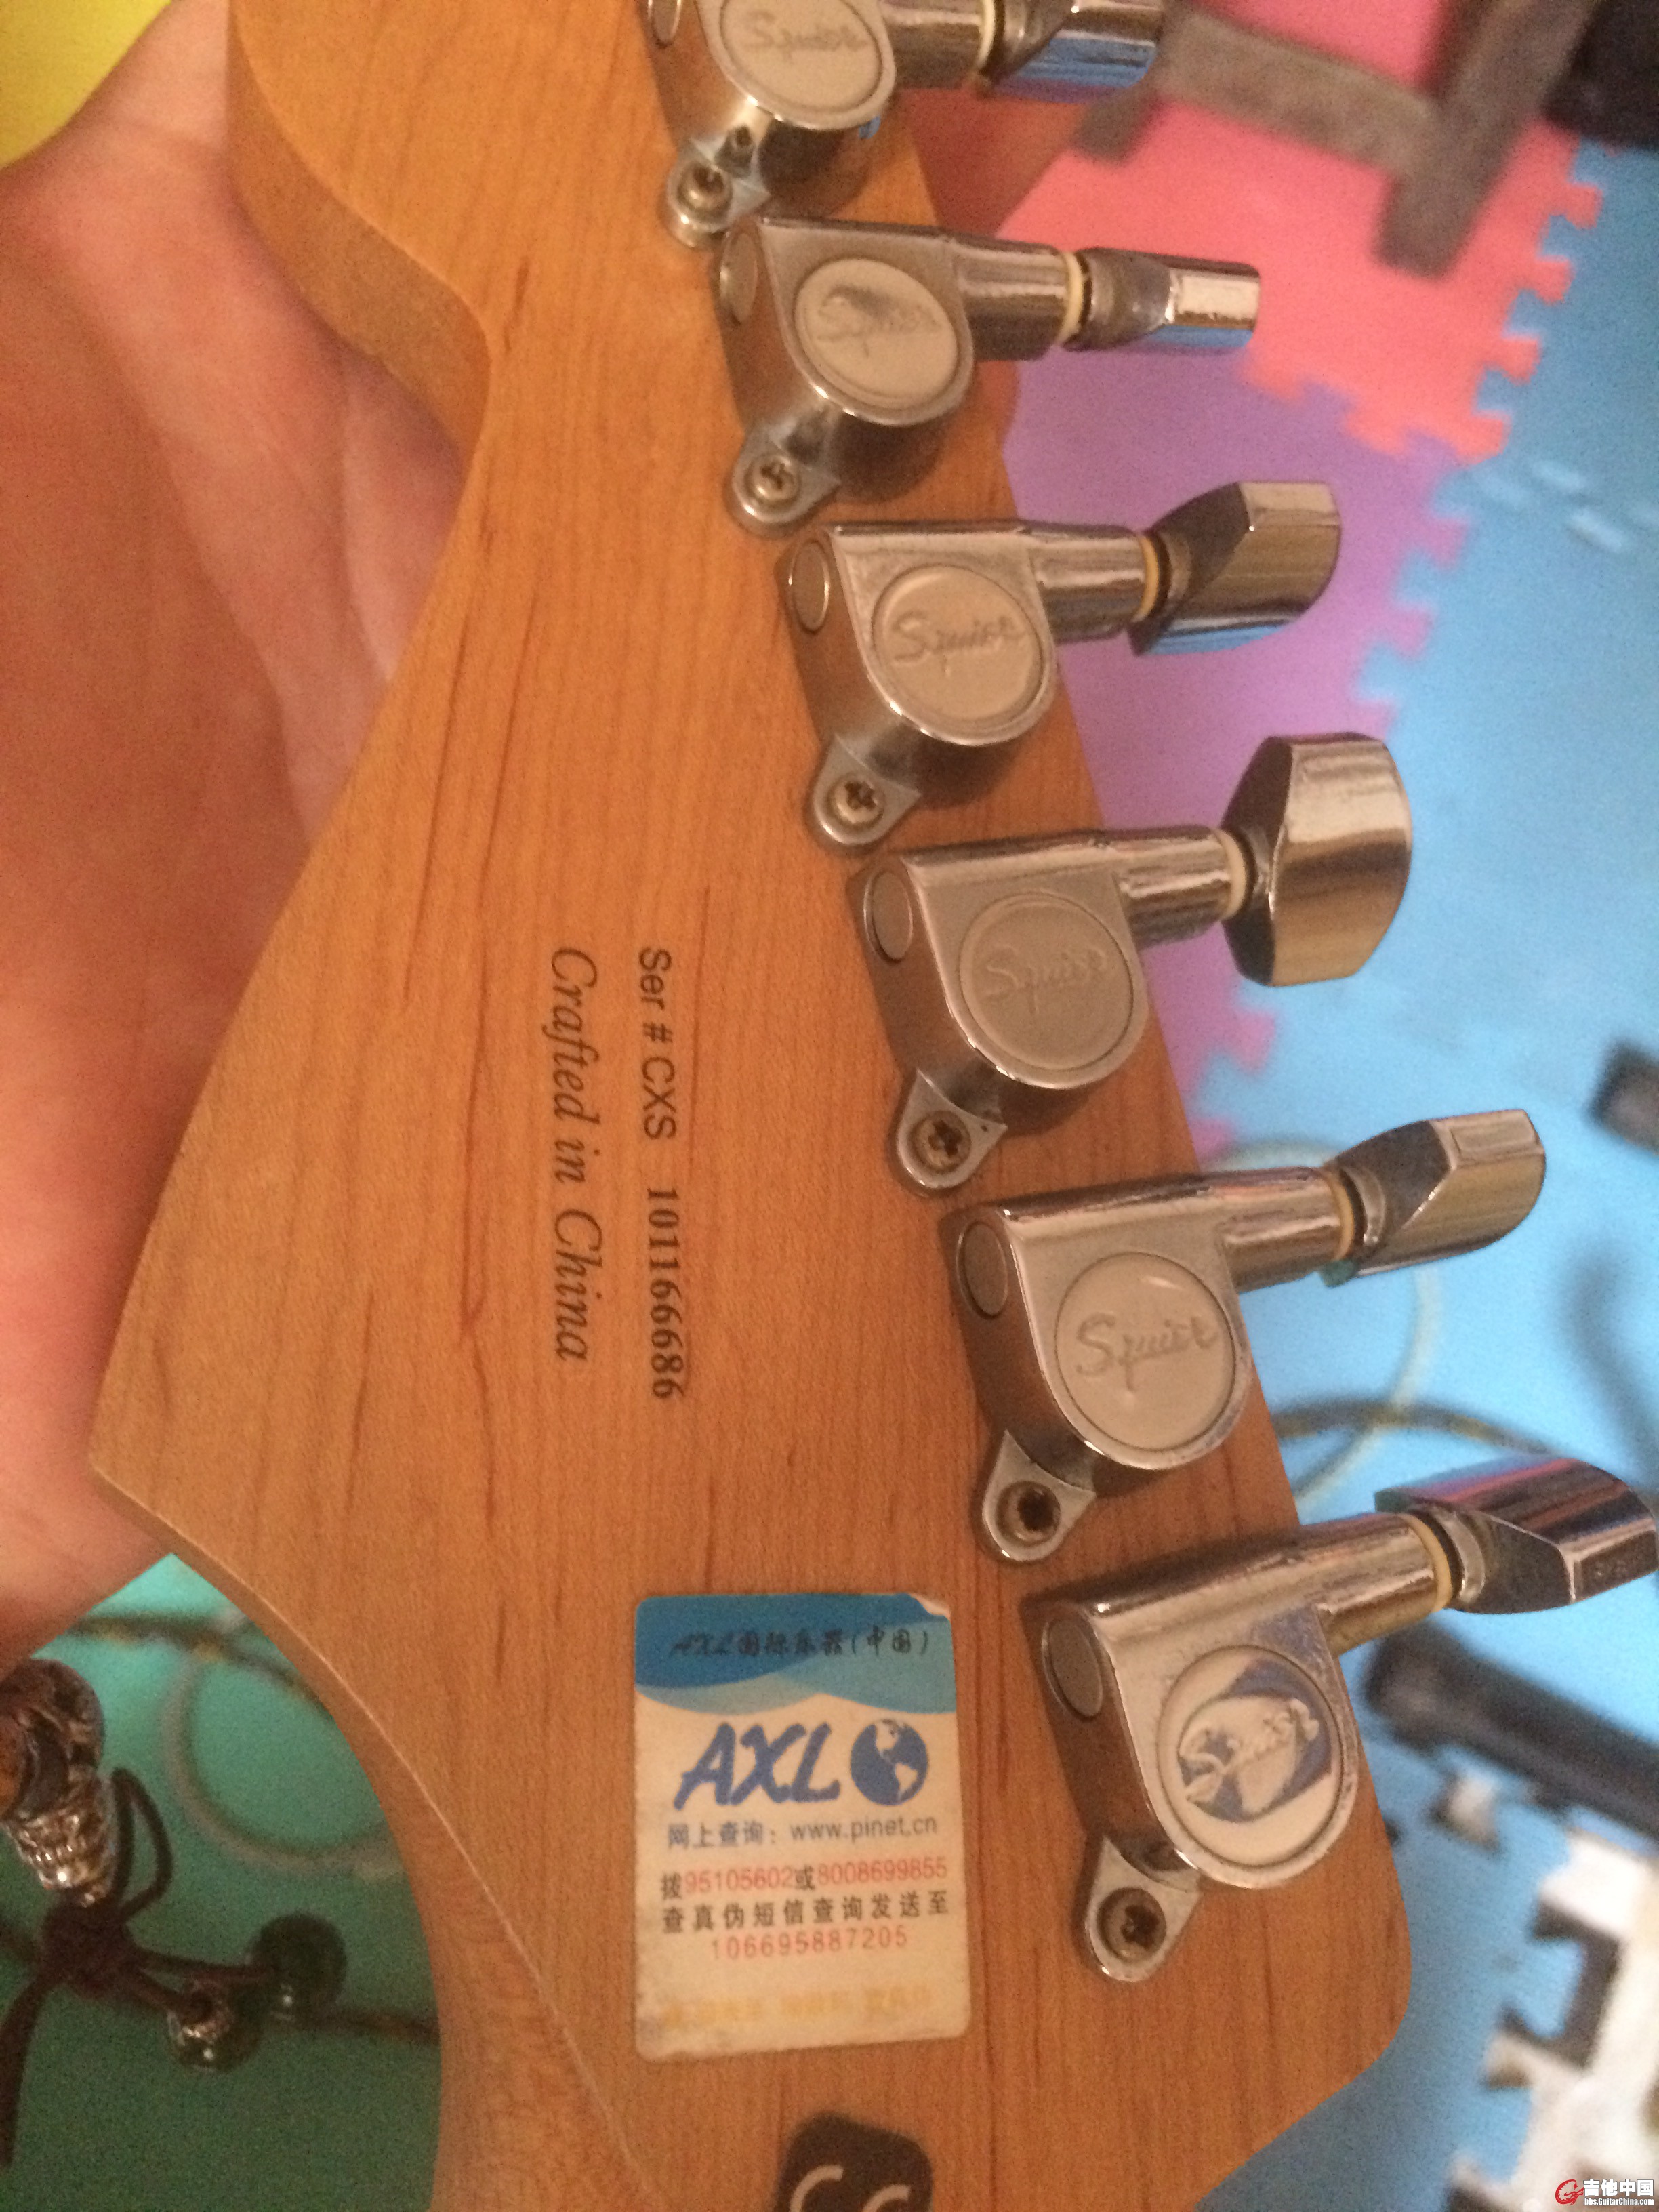 Squier
Squier
Squier
Squier
Squier
Squier
Ser # CXS 101166686
Crafted in China
AXL国际乐器(中国)
AXL
网上查询：www.pinet.cn
拨95105602或8008699855
查真伪短信查询发送至
106695887205
吉他中国
bbs.GuitarChina.com